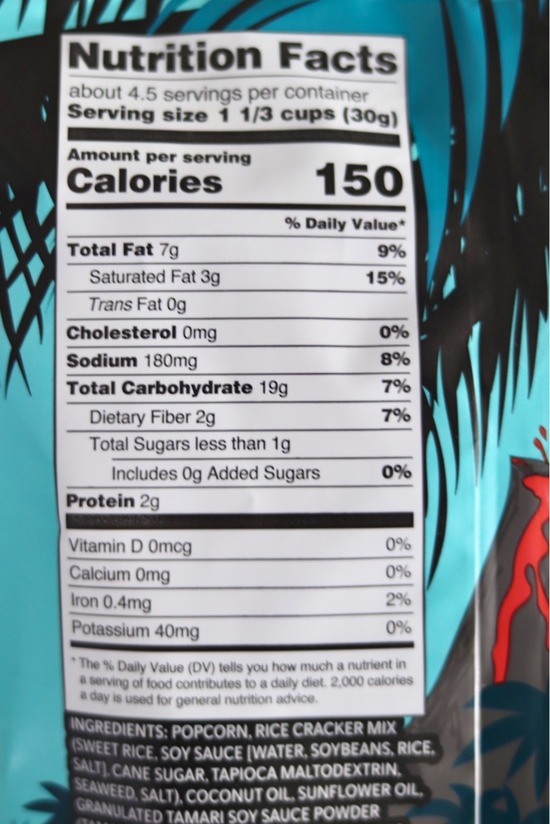 Nutrition Facts
about 4.5 servings per container
Serving size 1 1/3 cups (30g)
Amount per serving
Calories 150
% Daily Value*
Total Fat 7g 9%
Saturated Fat 3g 15%
Trans Fat 0g
Cholesterol 0mg 0%
Sodium 180mg 8%
Total Carbohydrate 19g 7%
Dietary Fiber 2g 7%
Total Sugars less than 1g
Includes 0g Added Sugars 0%
Protein 2g
Vitamin D 0mcg 0%
Calcium 0mg 0%
Iron 0.4mg 2%
Potassium 40mg 0%
* The % Daily Value (DV) tells you how much a nutrient in
a serving of food contributes to a daily diet. 2,000 calories
a day is used for general nutrition advice.
INGREDIENTS: POPCORN, RICE CRACKER MIX
(SWEET RICE, SOY SAUCE [WATER, SOYBEANS, RICE,
SALT], CANE SUGAR, TAPIOCA MALTODEXTRIN,
SEAWEED, SALT), COCONUT OIL, SUNFLOWER OIL,
GRANULATED TAMARI SOY SAUCE POWDER